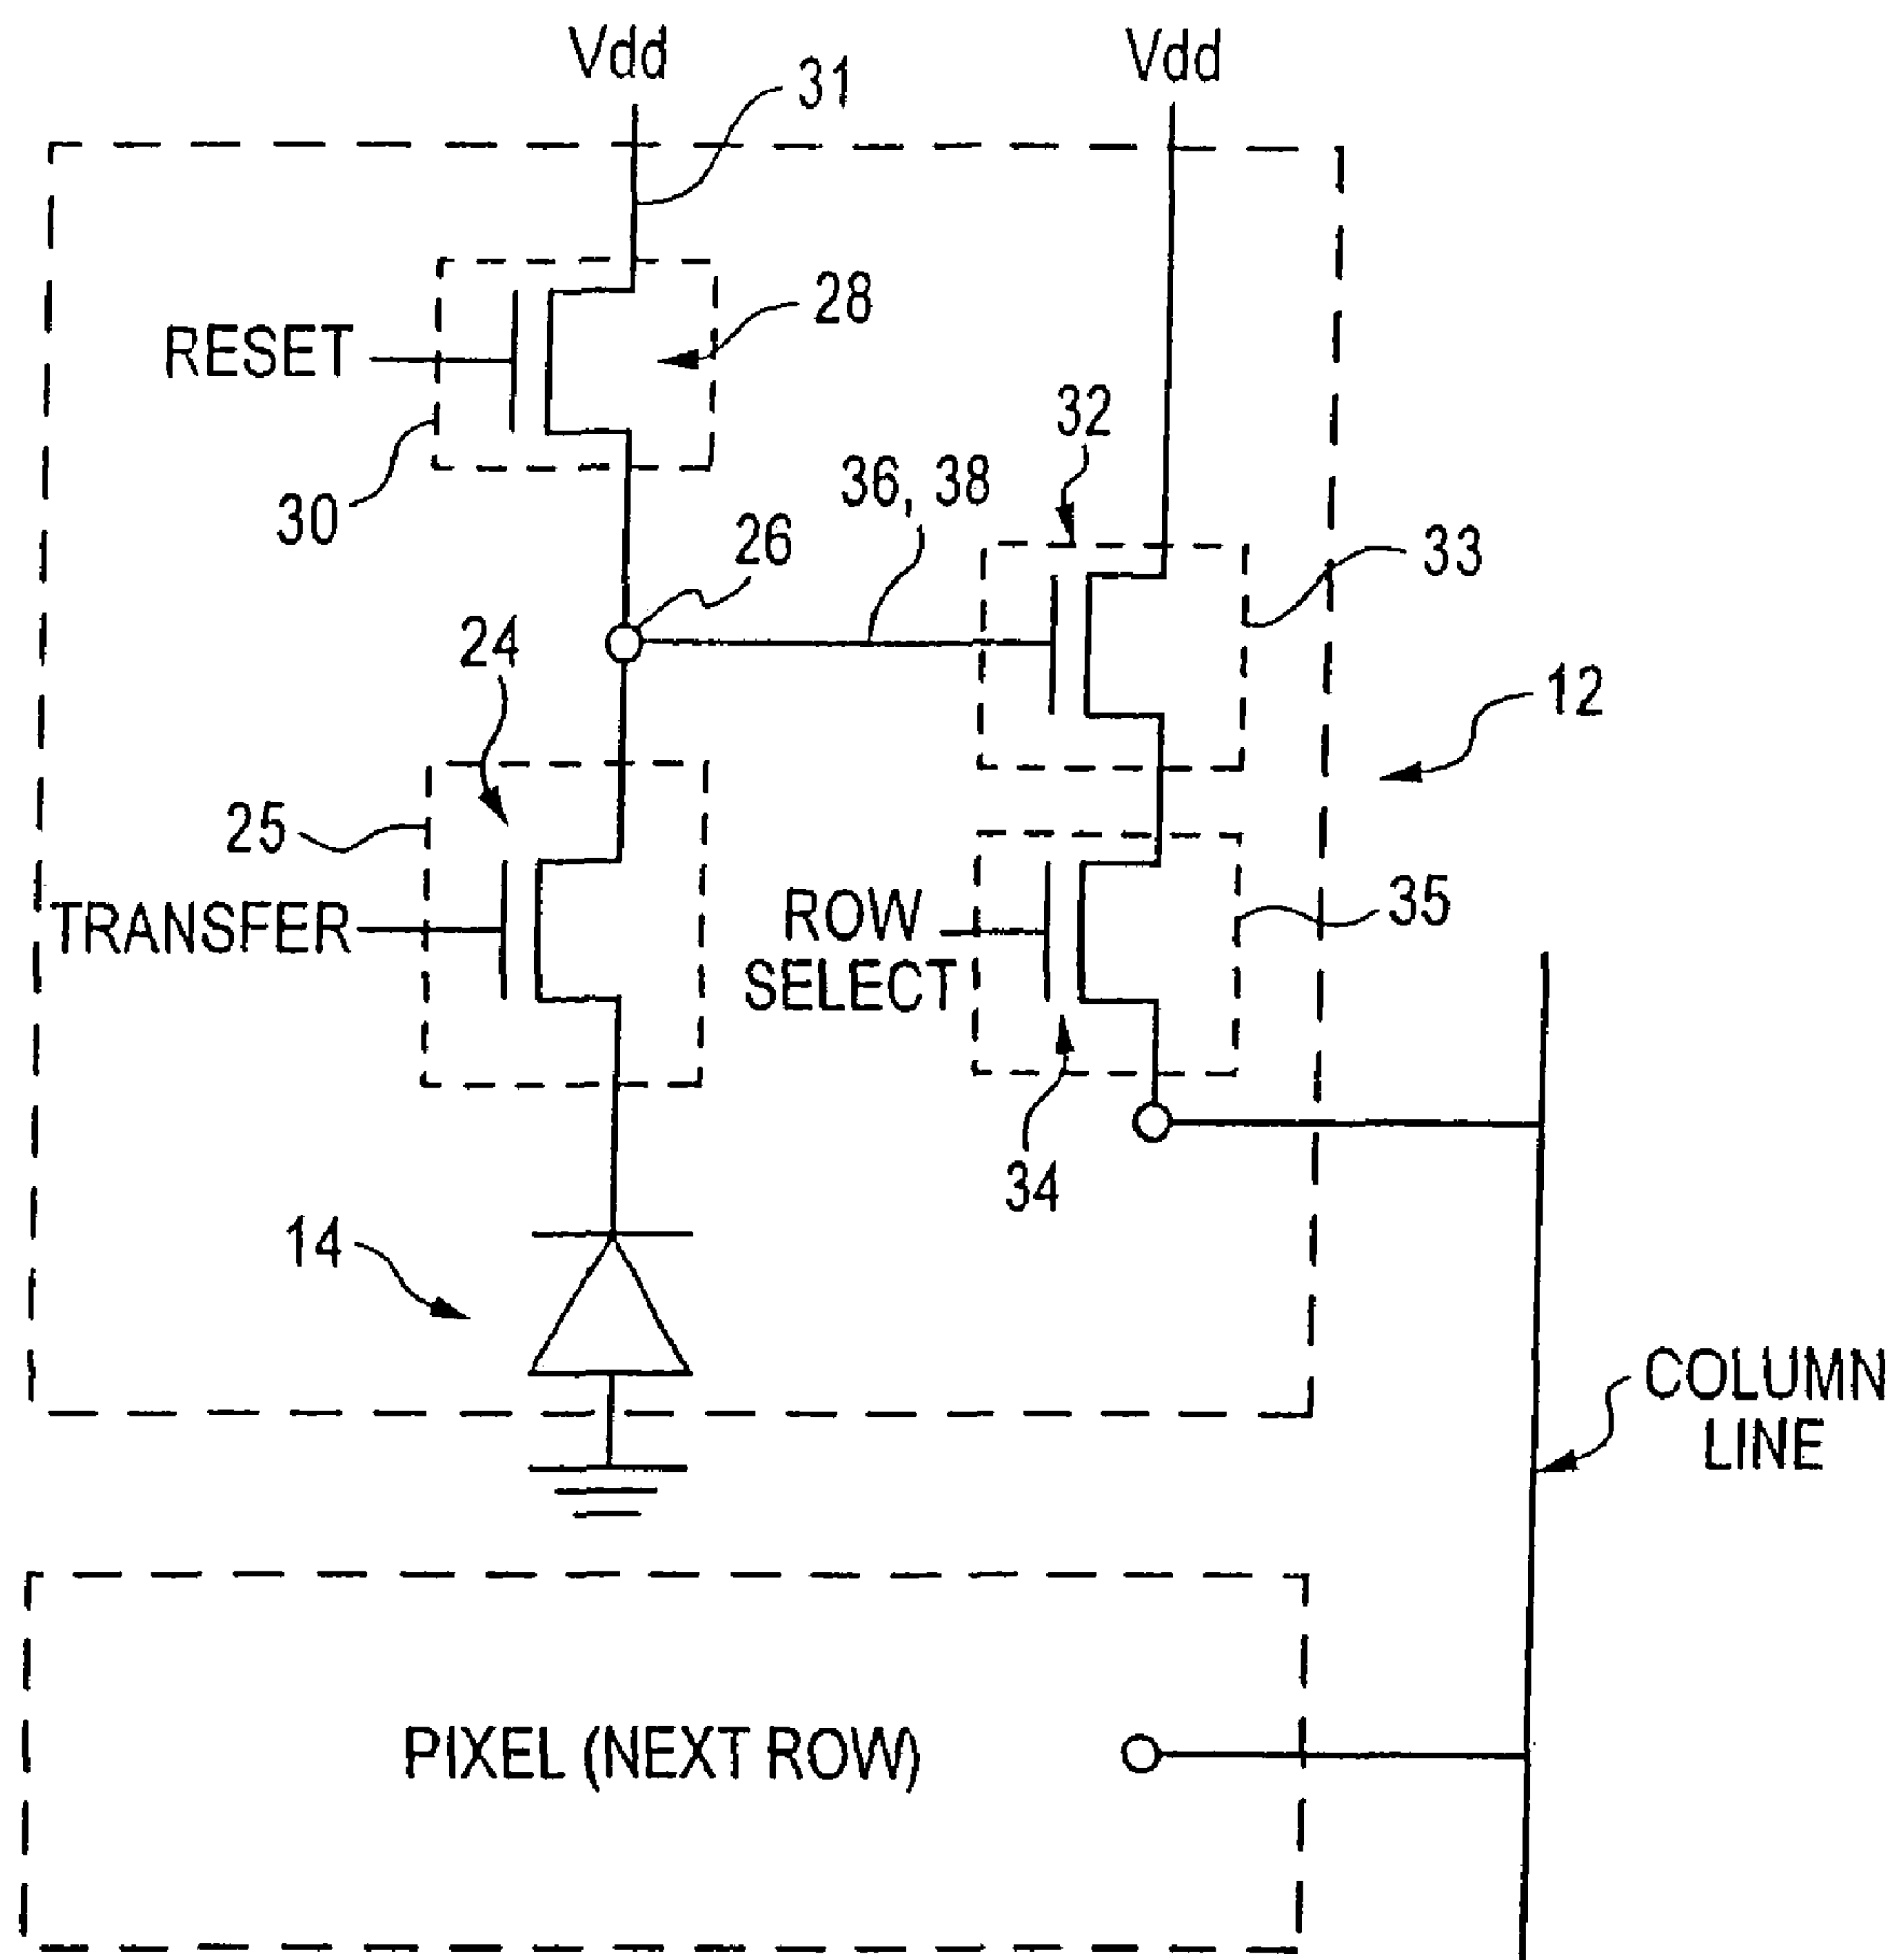 Vdd
Vdd
31
RESET
28
30
32
36, 38
26
33
24
12
25
TRANSFER
ROW
SELECT
35
34
14
COLUMN
LINE
PIXEL (NEXT ROW)